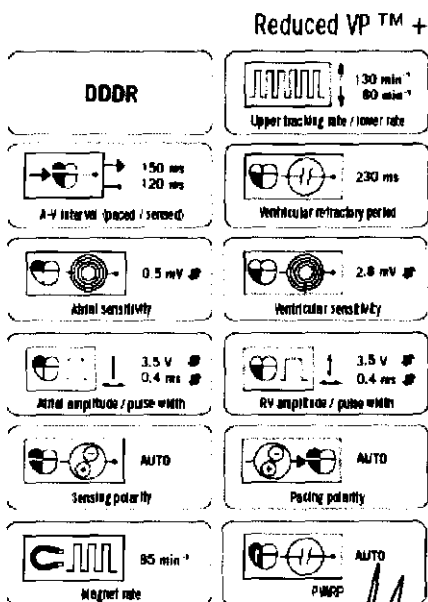 Reduced VP ™ +
DDDR
130 min⁻¹
60 min⁻¹
Upper tracking rate / lower rate
150 ms
120 ms
A-V interval (paced / sensed)
230 ms
Ventricular refractory period
0.5 mV
Atrial sensitivity
2.8 mV
Ventricular sensitivity
3.5 V
0.4 ms
Atrial amplitude / pulse width
3.5 V
0.4 ms
RV amplitude / pulse width
AUTO
Sensing polarity
AUTO
Pacing polarity
85 min⁻¹
Magnet rate
AUTO
PVARP